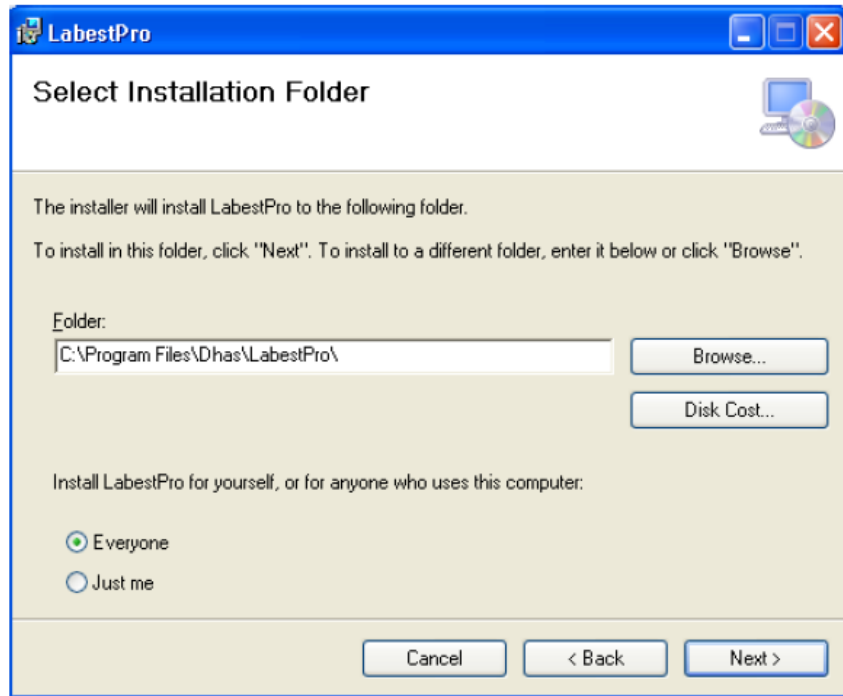 LabestPro
Select Installation Folder
The installer will install LabestPro to the following folder.
To install in this folder, click "Next". To install to a different folder, enter it below or click "Browse".
Folder:
C:\Program Files\Dhas\LabestPro\
Browse...
Disk Cost...
Install LabestPro for yourself, or for anyone who uses this computer:
Everyone
Just me
Cancel
< Back
Next >